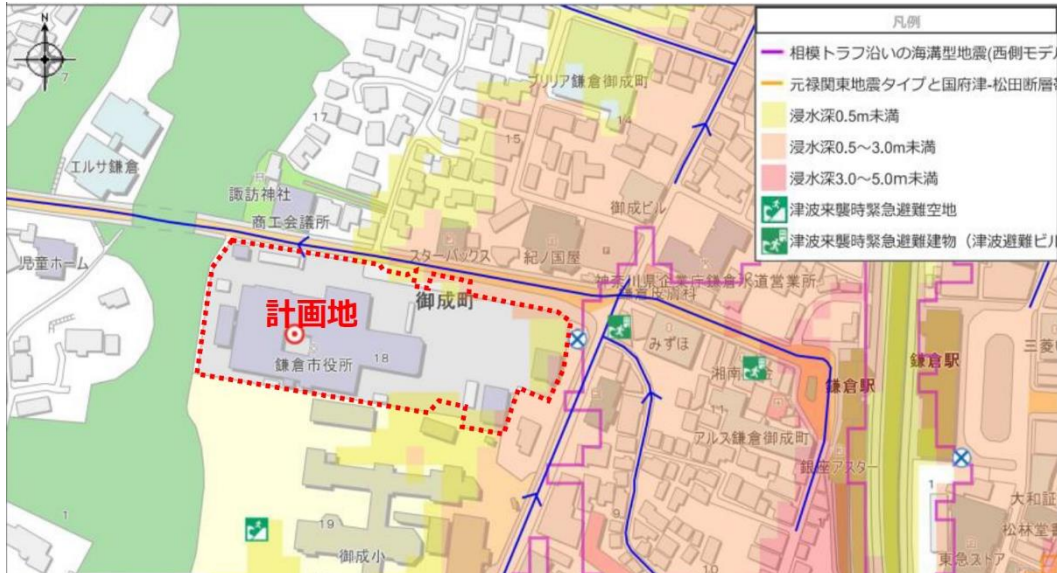 凡例
相模トラフ沿いの海溝型地震(西側モデル
元禄関東地震タイプと国府津-松田断層
浸水深0.5m未満
浸水深0.5～3.0m未満
浸水深3.0～5.0m未満
津波来襲時緊急避難空地
津波来襲時緊急避難建物（津波避難ビル
N
7
17
ブリリア鎌倉御成町
14
15
エルサ鎌倉
諏訪神社
商工会議所
御成ビル
スターバックス
紀ノ国屋
児童ホーム
神奈川県企業庁鎌倉水道営業所
御成町
計画地
みずほ
鎌倉市役所
18
湘南
鎌倉駅
鎌倉駅
三菱
11
アルス鎌倉御成町
銀座アスター
1
1
大和証
松林堂
19
御成小
9
10
東急ストア